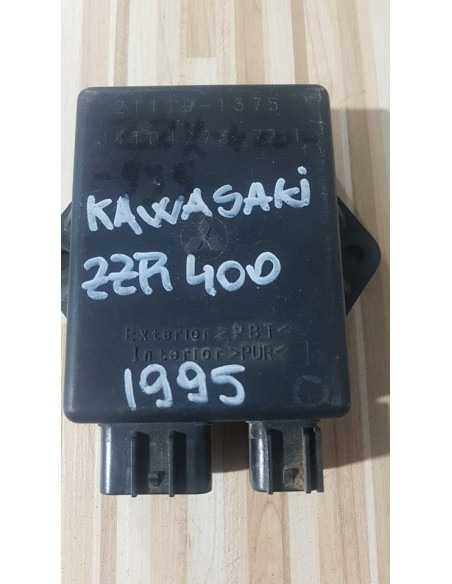 21119-1375
KAWASAKi
ZZR 400
Exterior>PBT<
Interior>PUR<
1995